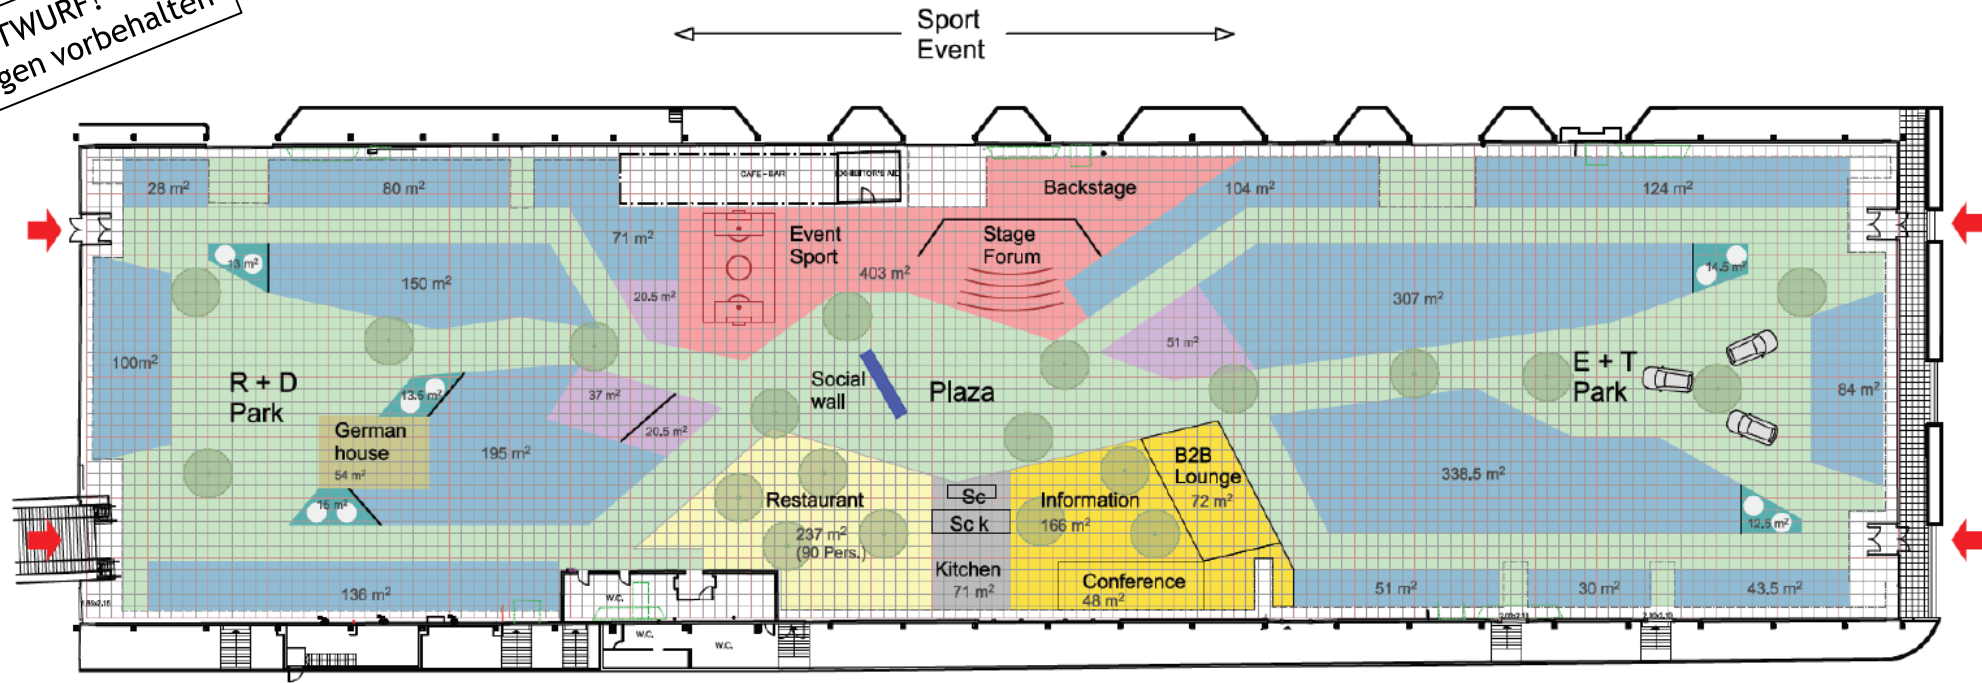 TWURF!
gen vorbehalten
Sport
Event
28 m²
80 m²
CAFE - BAR
EXHIBITOR'S AID
Backstage
104 m²
124 m²
71 m²
Event
Sport
403 m²
Stage
Forum
13 m²
150 m²
20.5 m²
307 m²
14.5 m²
100m²
R + D
Park
13.5 m²
37 m²
20.5 m²
Social
wall
Plaza
51 m²
E + T
Park
84 m²
German
house
54 m²
195 m²
15 m²
Restaurant
237 m²
(90 Pers.)
Sc
Sc k
Kitchen
71 m²
Information
166 m²
B2B
Lounge
72 m²
338.5 m²
12.5 m²
Conference
48 m²
136 m²
W.C.
W.C.
W.C.
51 m²
30 m²
43.5 m²